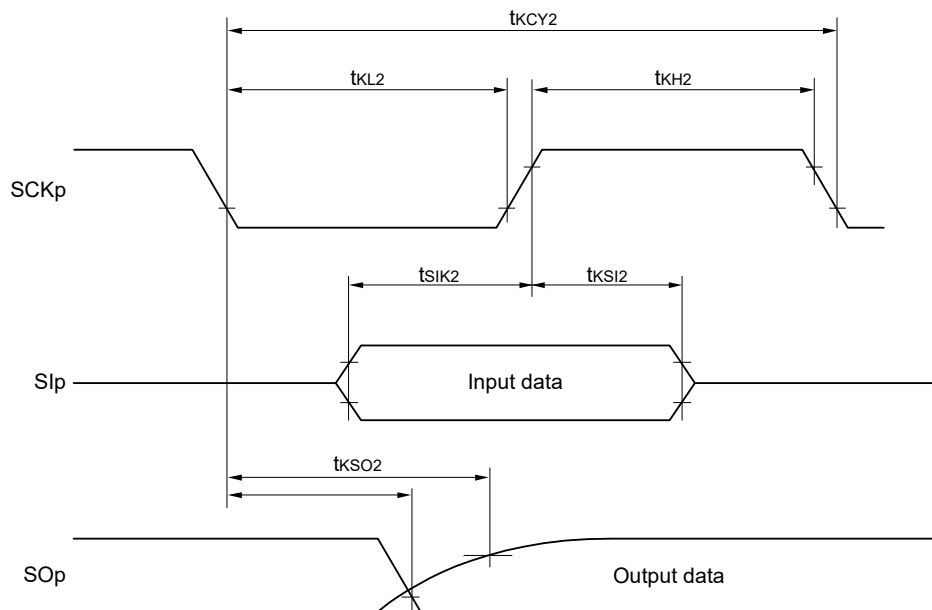 tKCY2
tKL2
tKH2
SCKp
tSIK2
tKSI2
SIp
Input data
tKSO2
SOp
Output data